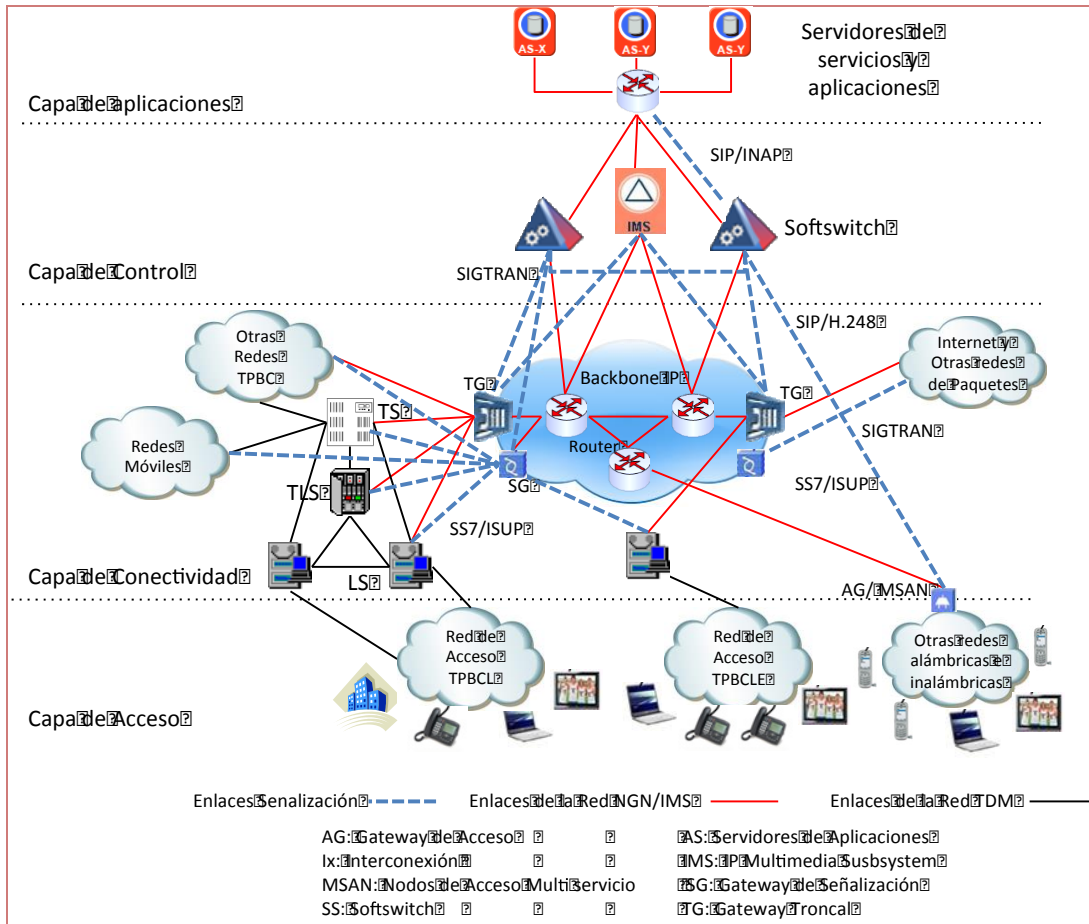 AS-X
AS-Y
AS-Y
Servidores de
servicios y
aplicaciones
Capa de aplicaciones
SIP/INAP
IMS
Softswitch
Capa de Control
SIGTRAN
SIP/H.248
Otras
Redes
TPBC
Internet y
Otras redes
de Paquetes
TG
Backbone IP
TG
TS
Redes
Móviles
Router
SIGTRAN
TLS
SG
SS7/ISUP
SS7/ISUP
Capa de Conectividad
LS
AG/ MSAN
Red de
Acceso
TPBCL
Red de
Acceso
TPBCLE
Otras redes
alámbricas e
inalámbricas
Capa de Acceso
Enlaces Senalización
Enlaces de la Red NGN/IMS
Enlaces de la Red TDM
AG: Gateway de Acceso
AS: Servidores de Aplicaciones
Ix: Interconexión
IMS: IP Multimedia Susbsystem
MSAN: Nodos de Acceso Multi servicio
SG: Gateway de Señalización
SS: Softswitch
TG: Gateway Troncal